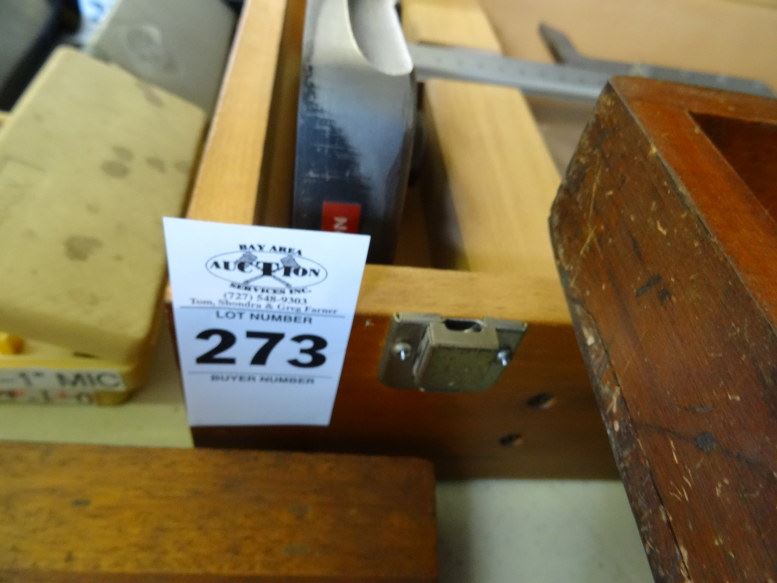 BAY AREA
AUCTION
SERVICES INC.
(727) 548-9303
Tom, Shondra & Greg Farner
LOT NUMBER
273
BUYER NUMBER
N
1" MIC